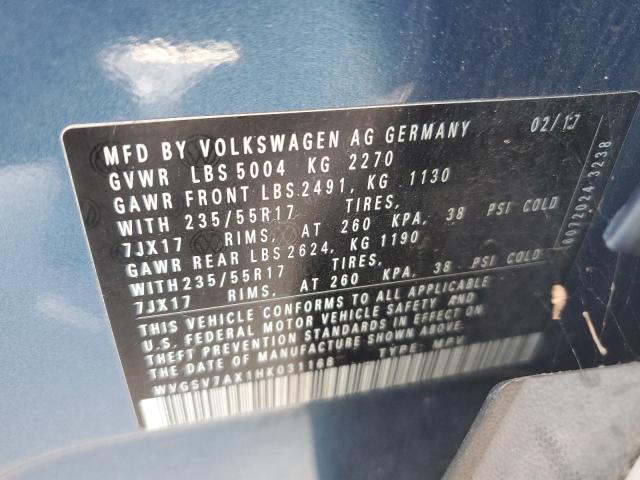 MFD BY VOLKSWAGEN AG GERMANY 02/17
GVWR LBS 5004 KG 2270
GAWR FRONT LBS.2491, KG 1130
WITH 235/55R17 TIRES,
7JX17 RIMS, AT 260 KPA, 38 PSI COLD
GAWR REAR LBS 2624, KG 1190
WITH 235/55R17 TIRES,
7JX17 RIMS, AT 260 KPA, 38 PSI COLD
THIS VEHICLE CONFORMS TO ALL APPLICABLE
U.S. FEDERAL MOTOR VEHICLE SAFETY AND
THEFT PREVENTION STANDARDS IN EFFECT ON
THE DATE OF MANUFACTURE SHOWN ABOVE.
WVGSV7AX1HK031168 TYPE: MPV
0072024 3238